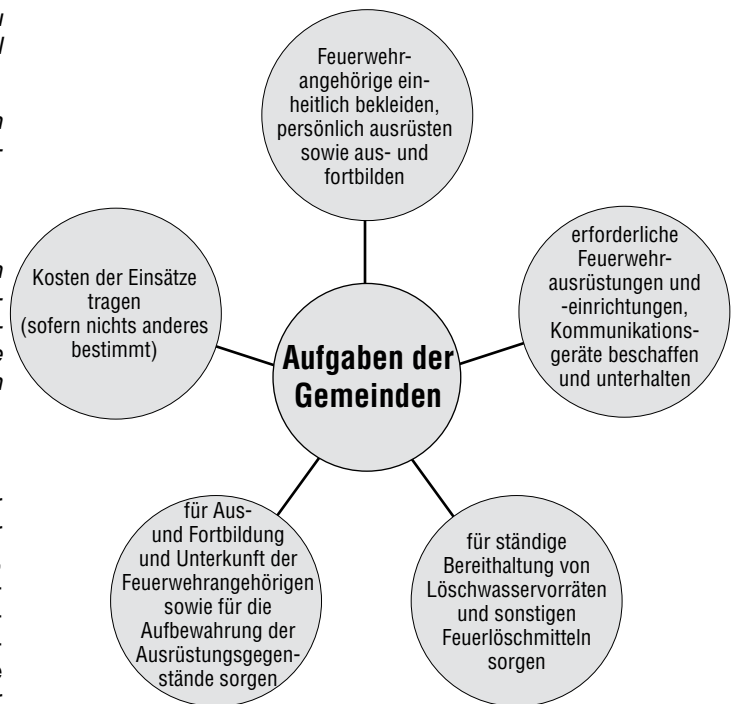 Feuerwehr-
angehörige ein-
heitlich bekleiden,
persönlich ausrüsten
sowie aus- und
fortbilden
erforderliche
Feuerwehr-
ausrüstungen und
-einrichtungen,
Kommunikations-
geräte beschaffen
und unterhalten
Kosten der Einsätze
tragen
(sofern nichts anderes
bestimmt)
Aufgaben der
Gemeinden
für Aus-
und Fortbildung
und Unterkunft der
Feuerwehrangehörigen
sowie für die
Aufbewahrung der
Ausrüstungsgegen-
stände sorgen
für ständige
Bereithaltung von
Löschwasservorräten
und sonstigen
Feuerlöschmitteln
sorgen